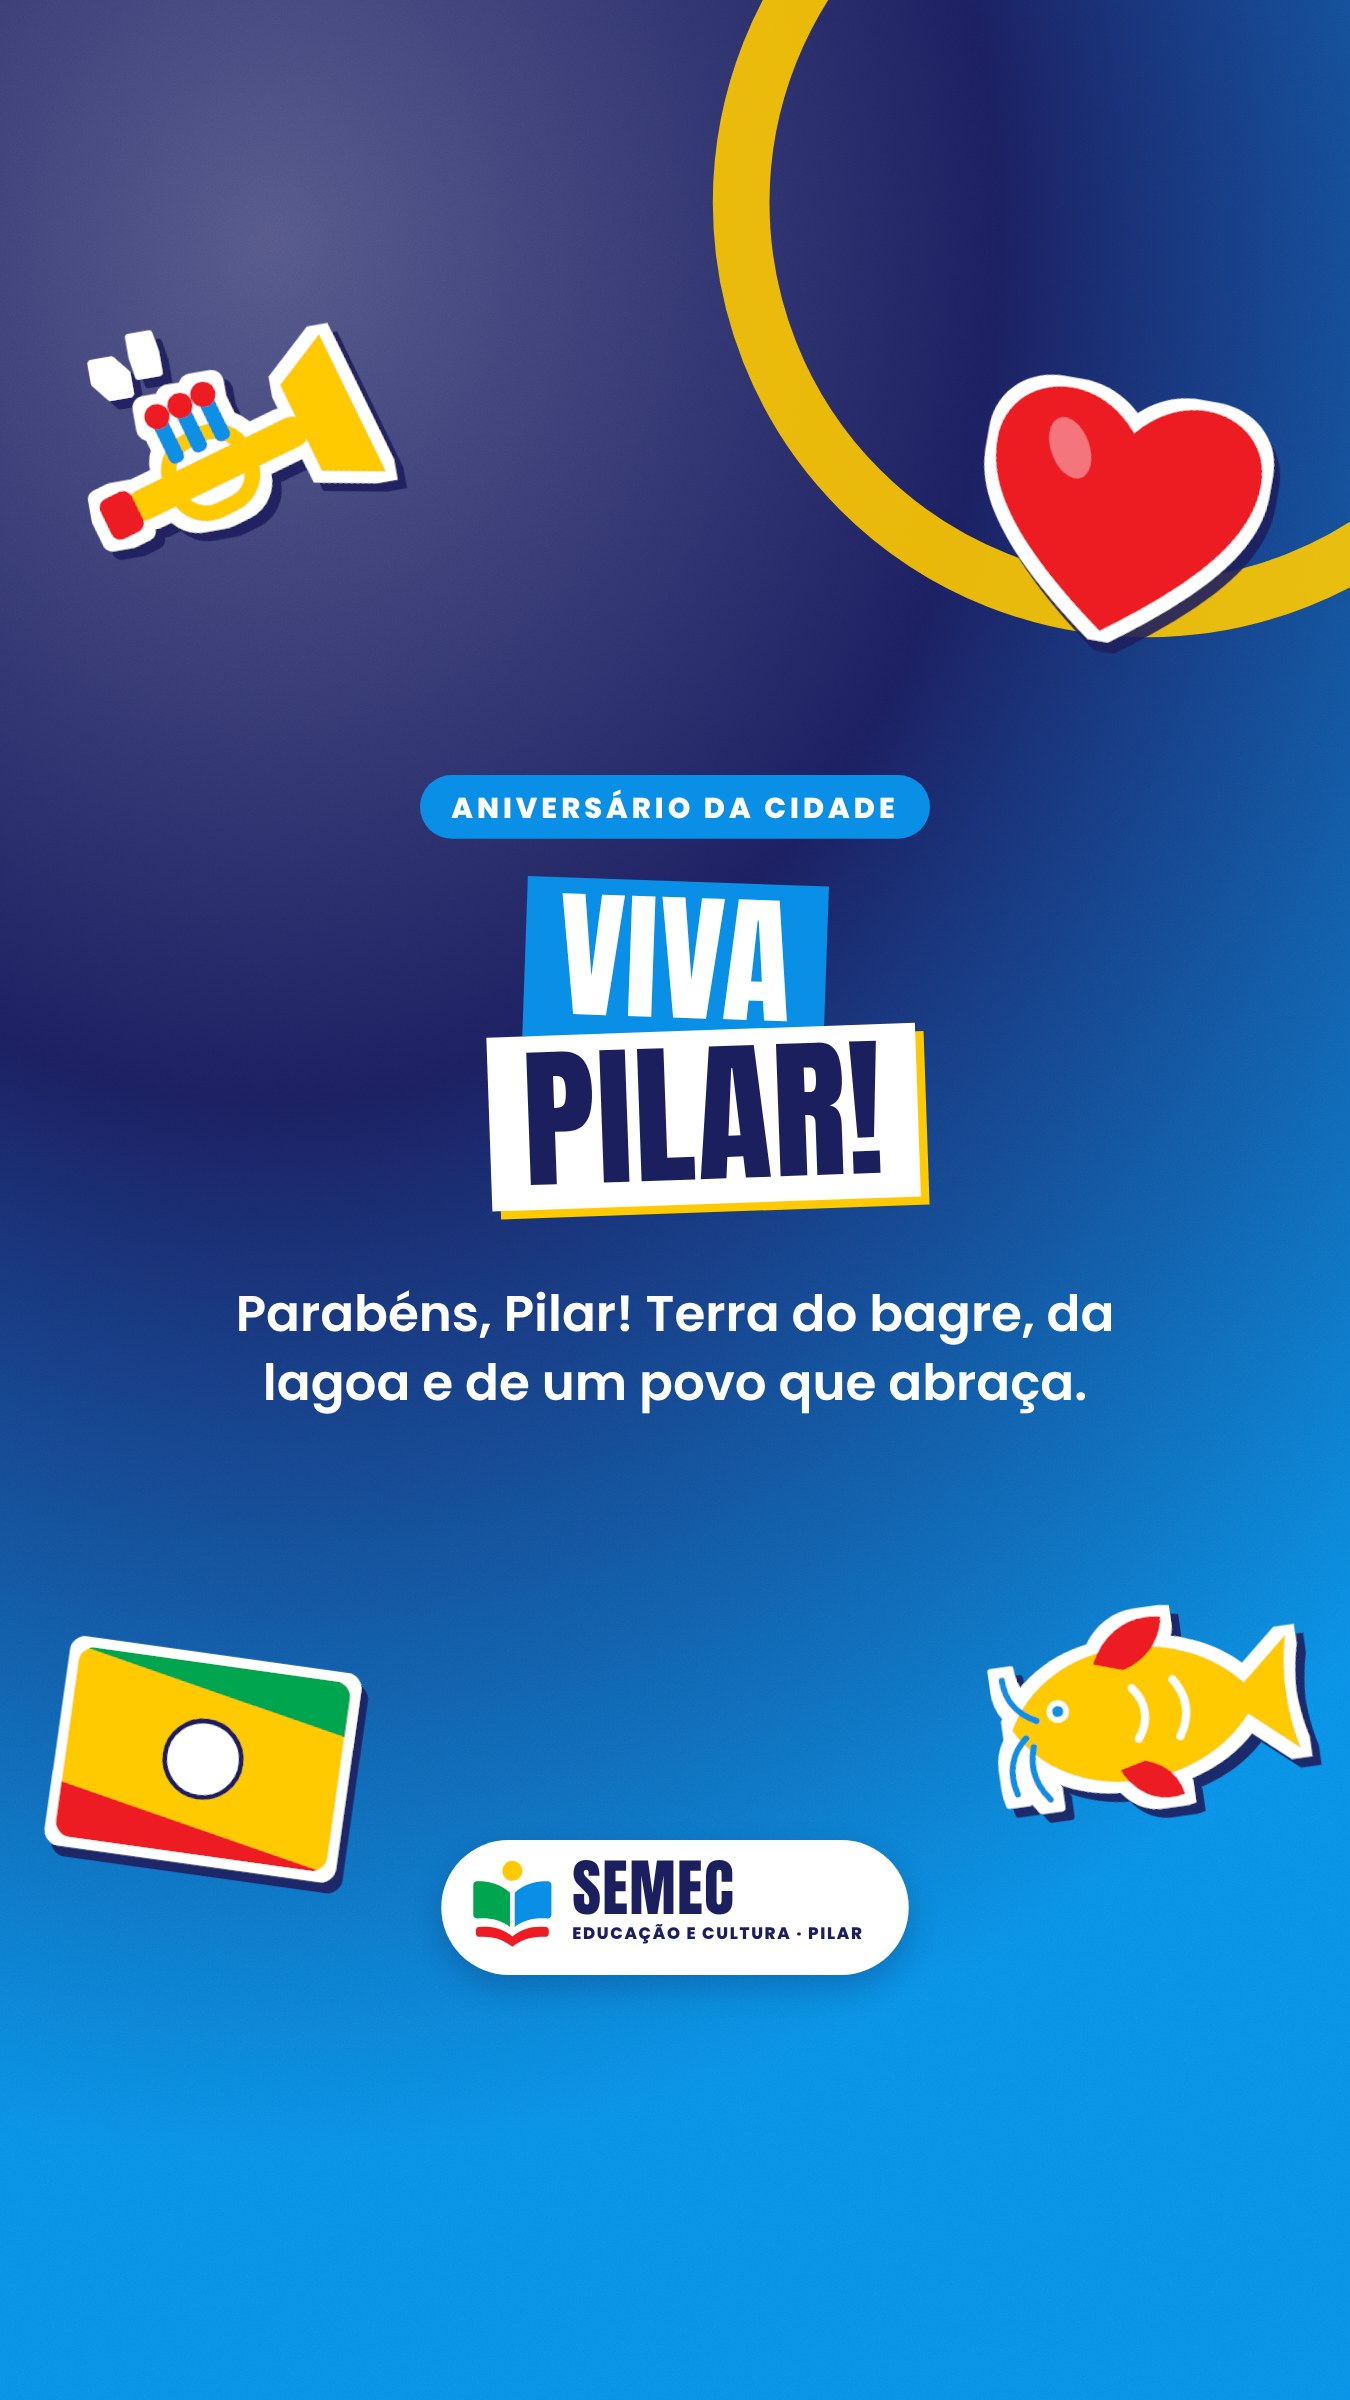 ANIVERSÁRIO DA CIDADE
VIVA
PILAR!
Parabéns, Pilar! Terra do bagre, da
lagoa e de um povo que abraça.
SEMEC
EDUCAÇÃO E CULTURA · PILAR